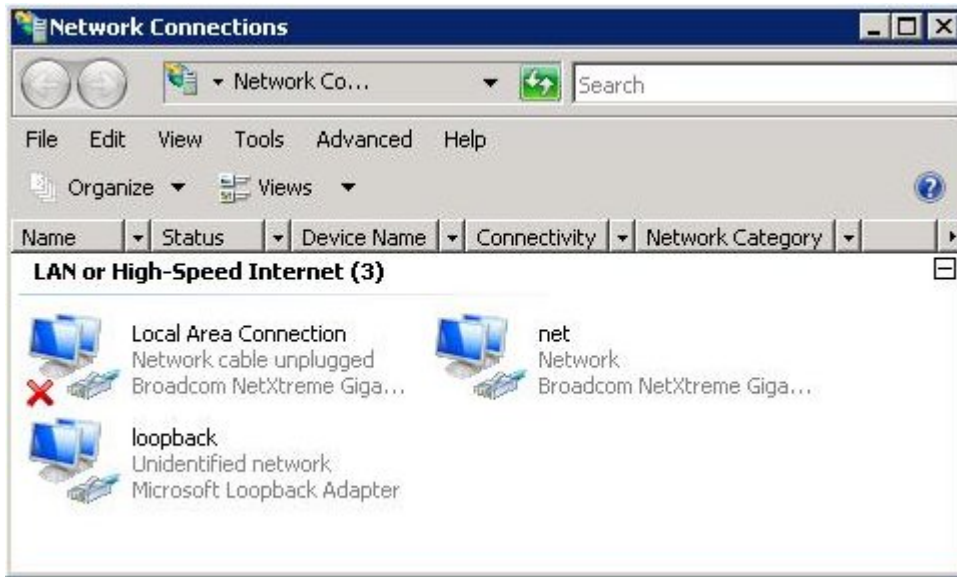 Network Connections
Network Co...
Search
File Edit View Tools Advanced Help
Organize Views
Name Status Device Name Connectivity Network Category
LAN or High-Speed Internet (3)
Local Area Connection
Network cable unplugged
Broadcom NetXtreme Giga...
net
Network
Broadcom NetXtreme Giga...
loopback
Unidentified network
Microsoft Loopback Adapter